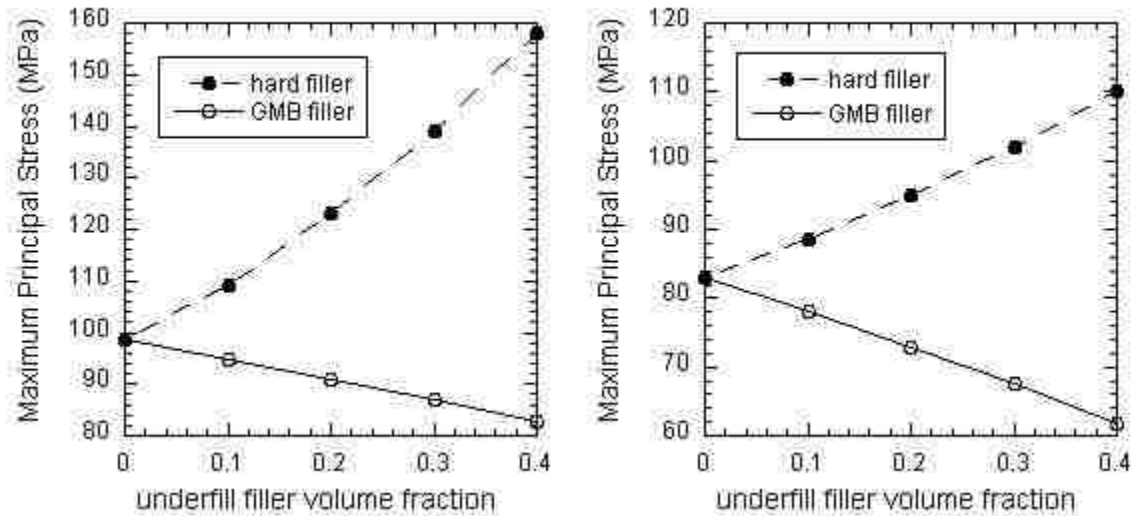 Maximum Principal Stress (MPa)
160
150
140
130
120
110
100
90
80
hard filler
GMB filler
0 0.1 0.2 0.3 0.4
underfill filler volume fraction
Maximum Principal Stress (MPa)
120
110
100
90
80
70
60
hard filler
GMB filler
0 0.1 0.2 0.3 0.4
underfill filler volume fraction